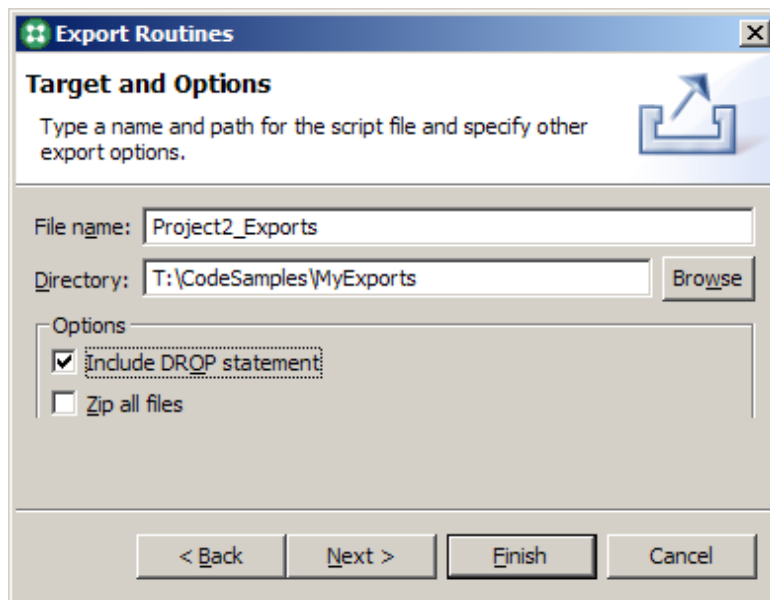 Export Routines
Target and Options
Type a name and path for the script file and specify other
export options.
File name: Project2_Exports
Directory: T:\CodeSamples\MyExports Browse
Options
Include DROP statement
Zip all files
< Back Next > Finish Cancel